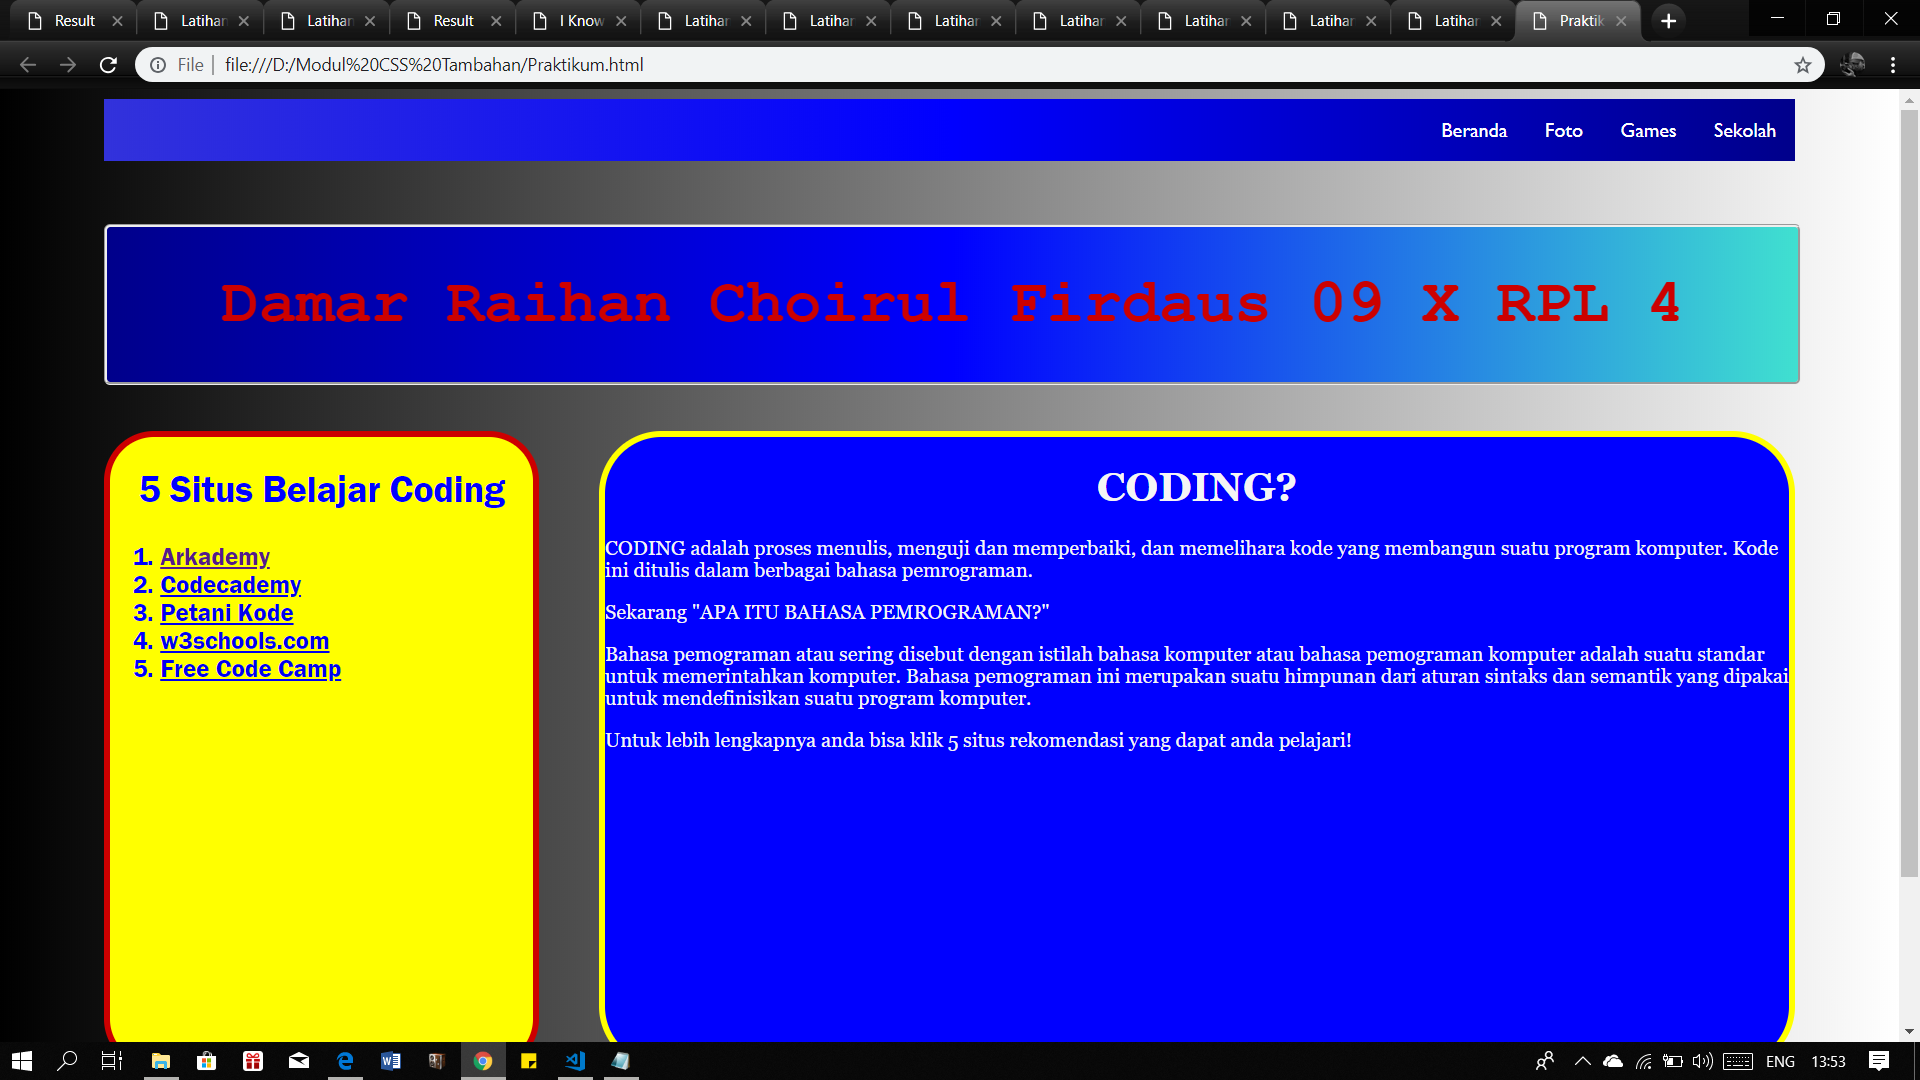 Result Latihan Latihan Result I Know Latihan Latihan Latihan Latihan Latihan Latihan Latihan Praktik
File file:///D:/Modul%20CSS%20Tambahan/Praktikum.html
Beranda Foto Games Sekolah
Damar Raihan Choirul Firdaus 09 X RPL 4
5 Situs Belajar Coding
1. Arkademy
2. Codecademy
3. Petani Kode
4. w3schools.com
5. Free Code Camp
CODING?
CODING adalah proses menulis, menguji dan memperbaiki, dan memelihara kode yang membangun suatu program komputer. Kode
ini ditulis dalam berbagai bahasa pemrograman.
Sekarang "APA ITU BAHASA PEMROGRAMAN?"
Bahasa pemograman atau sering disebut dengan istilah bahasa komputer atau bahasa pemograman komputer adalah suatu standar
untuk memerintahkan komputer. Bahasa pemograman ini merupakan suatu himpunan dari aturan sintaks dan semantik yang dipakai
untuk mendefinisikan suatu program komputer.
Untuk lebih lengkapnya anda bisa klik 5 situs rekomendasi yang dapat anda pelajari!
ENG 13:53